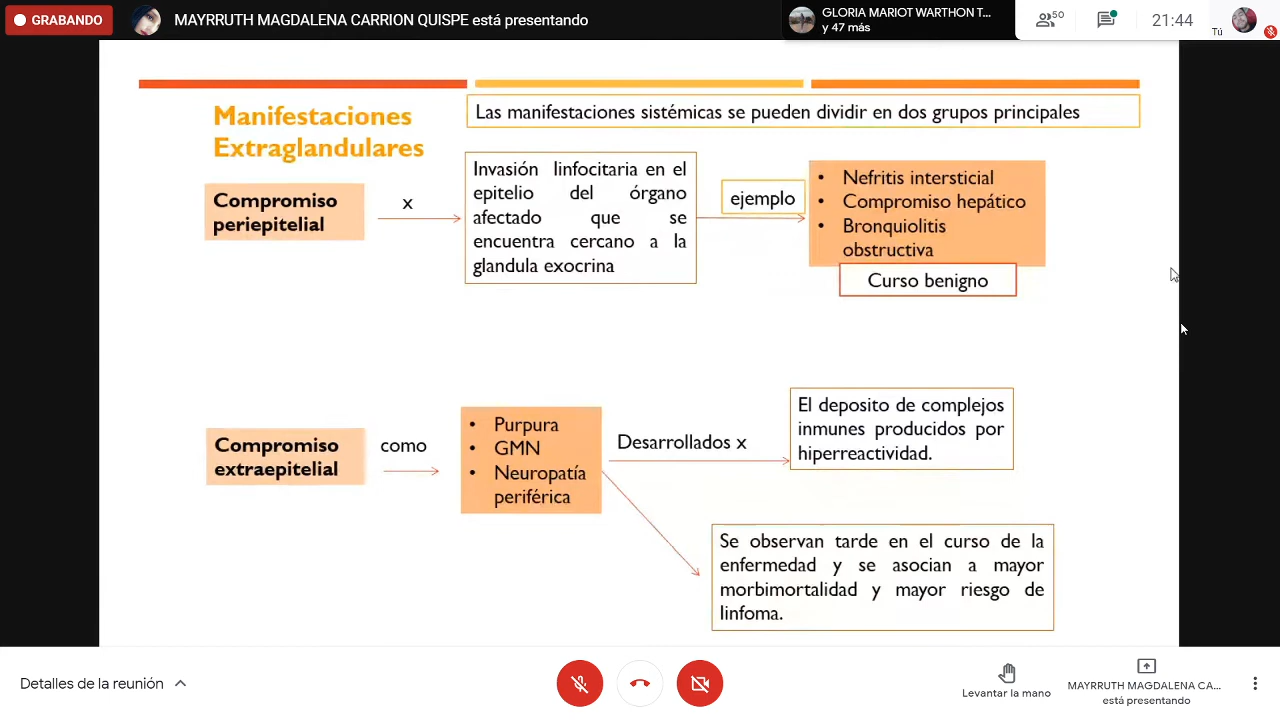 GRABANDO
MAYRRUTH MAGDALENA CARRION QUISPE está presentando
GLORIA MARIOT WARTHON T...
y 47 más
50
21:44
Tú
Manifestaciones
Extraglandulares
Las manifestaciones sistémicas se pueden dividir en dos grupos principales
Compromiso
periepitelial
x
Invasión linfocitaria en el
epitelio del órgano
afectado que se
encuentra cercano a la
glandula exocrina
ejemplo
• Nefritis intersticial
• Compromiso hepático
• Bronquiolitis
obstructiva
Curso benigno
Compromiso
extraepitelial
como
• Purpura
• GMN
• Neuropatía
periférica
Desarrollados x
El deposito de complejos
inmunes producidos por
hiperreactividad.
Se observan tarde en el curso de la
enfermedad y se asocian a mayor
morbimortalidad y mayor riesgo de
linfoma.
Detalles de la reunión
Levantar la mano
MAYRRUTH MAGDALENA CA...
está presentando